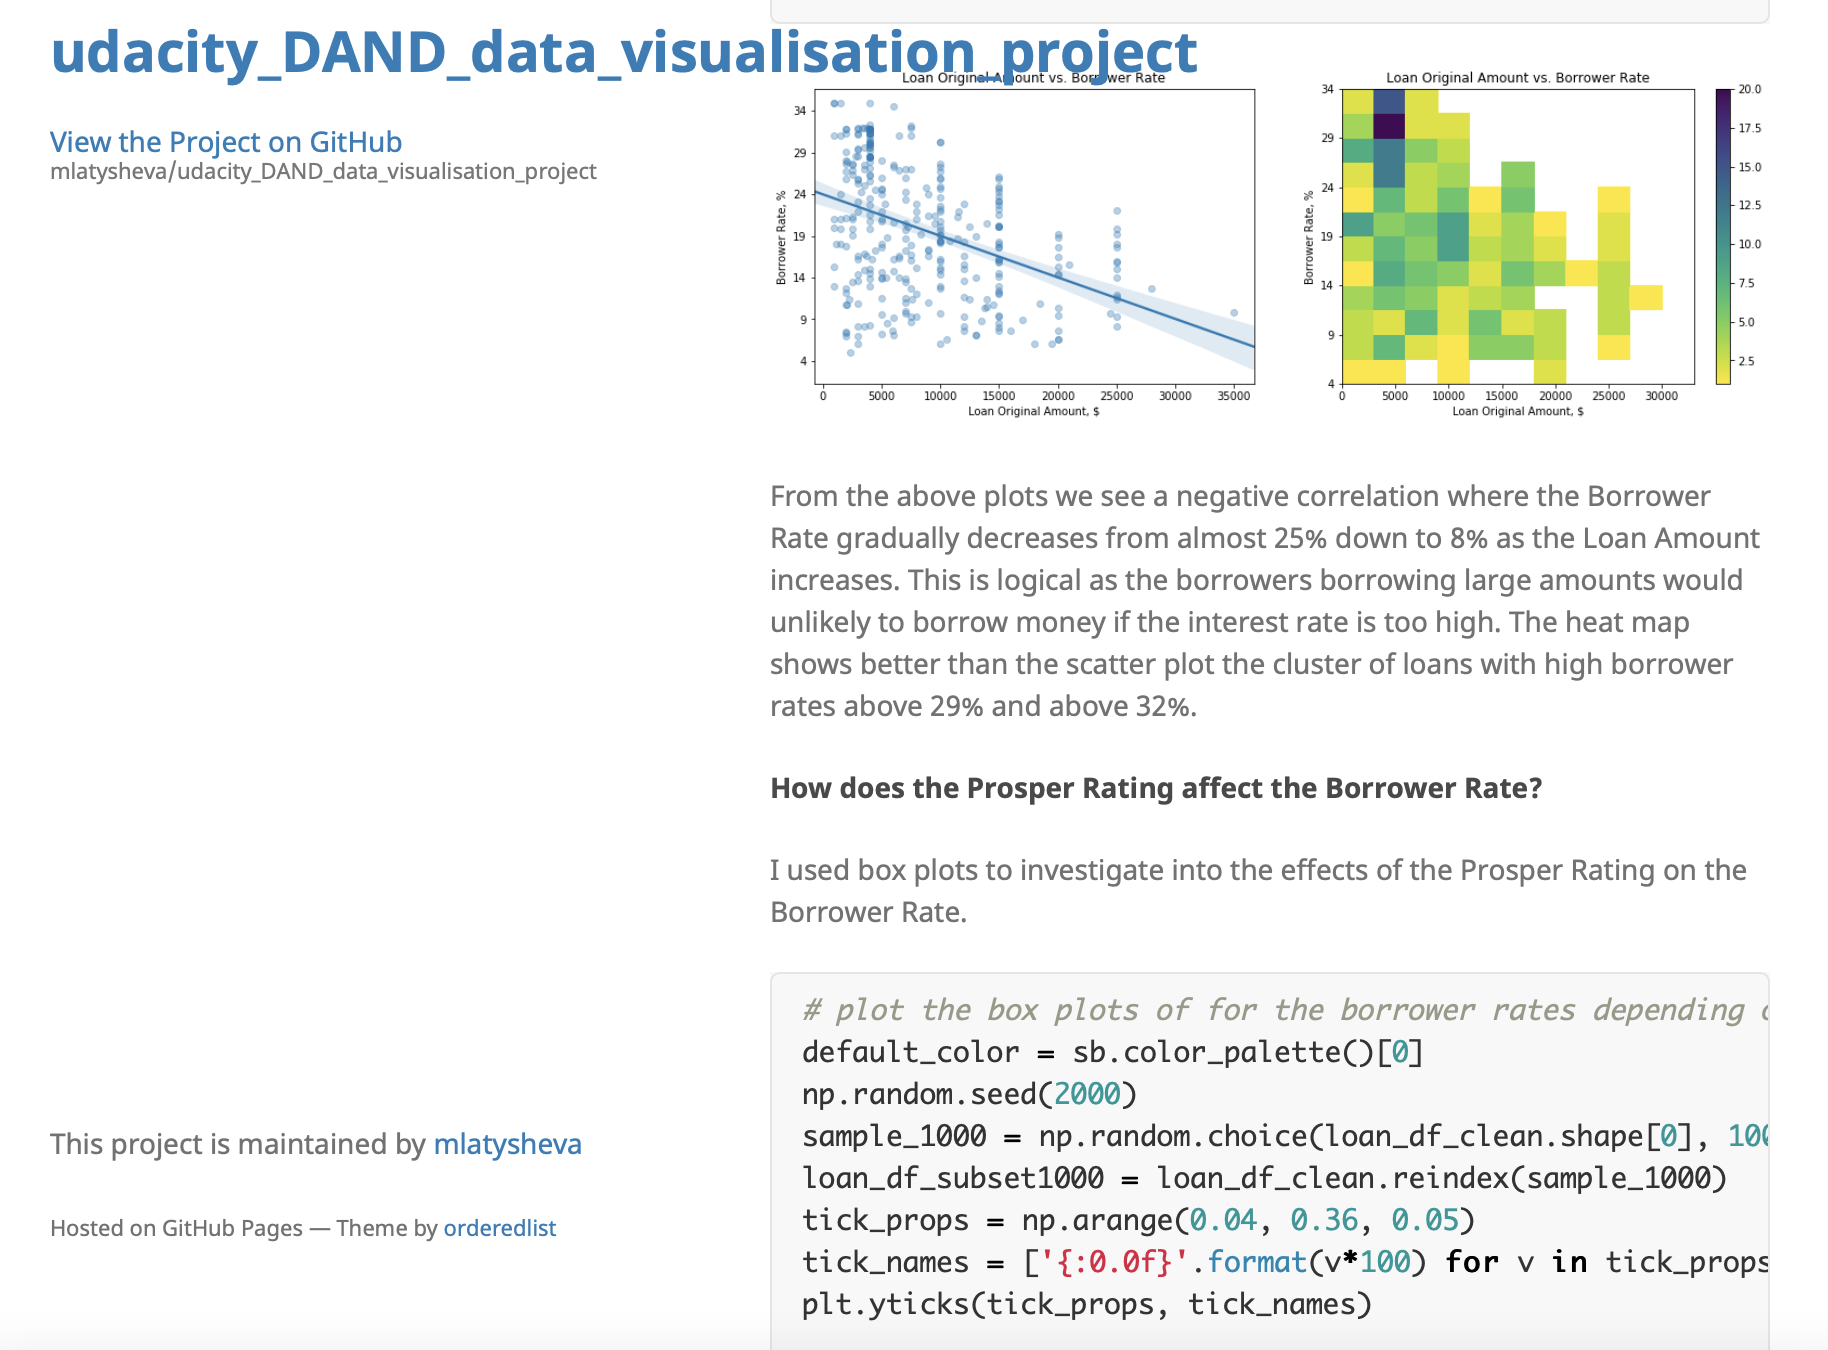 udacity_DAND_data_visualisation_project
View the Project on GitHub
mlatysheva/udacity_DAND_data_visualisation_project
This project is maintained by mlatysheva
Hosted on GitHub Pages — Theme by orderedlist
Loan Original Amount vs. Borrower Rate
Borrower Rate, %
34
29
24
19
14
9
4
0 5000 10000 15000 20000 25000 30000 35000
Loan Original Amount, $
Loan Original Amount vs. Borrower Rate
Borrower Rate, %
34
29
24
19
14
9
4
0 5000 10000 15000 20000 25000 30000
Loan Original Amount, $
20.0
17.5
15.0
12.5
10.0
7.5
5.0
2.5
From the above plots we see a negative correlation where the Borrower
Rate gradually decreases from almost 25% down to 8% as the Loan Amount
increases. This is logical as the borrowers borrowing large amounts would
unlikely to borrow money if the interest rate is too high. The heat map
shows better than the scatter plot the cluster of loans with high borrower
rates above 29% and above 32%.
How does the Prosper Rating affect the Borrower Rate?
I used box plots to investigate into the effects of the Prosper Rating on the
Borrower Rate.
# plot the box plots of for the borrower rates depending
default_color = sb.color_palette()[0]
np.random.seed(2000)
sample_1000 = np.random.choice(loan_df_clean.shape[0],
loan_df_subset1000 = loan_df_clean.reindex(sample_1000)
tick_props = np.arange(0.04, 0.36, 0.05)
tick_names = ['{:0.0f}'.format(v*100) for v in tick_props
plt.yticks(tick_props, tick_names)